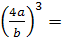 (4a/b)³ =